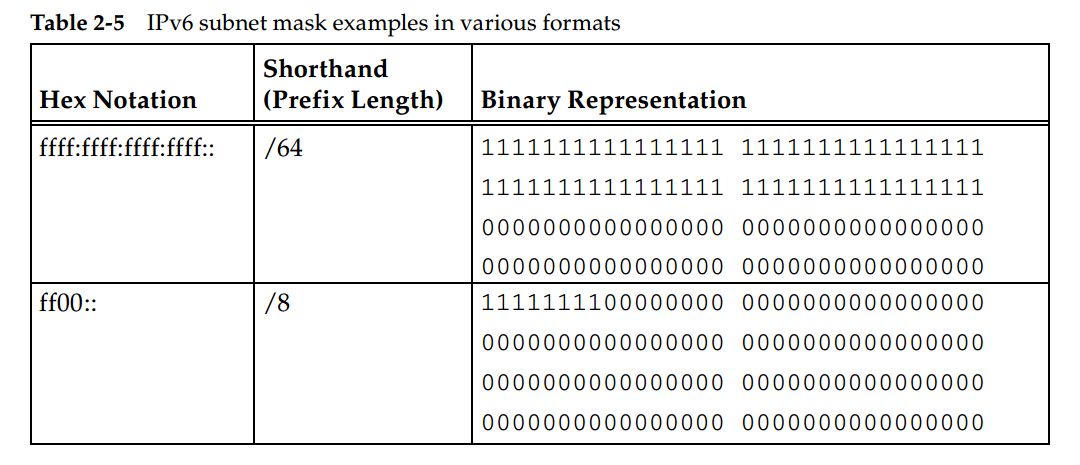 Table 2-5 IPv6 subnet mask examples in various formats
Hex Notation Shorthand (Prefix Length) Binary Representation
ffff:ffff:ffff:ffff:: /64 1111111111111111 1111111111111111
1111111111111111 1111111111111111
0000000000000000 0000000000000000
0000000000000000 0000000000000000
ff00:: /8 1111111100000000 0000000000000000
0000000000000000 0000000000000000
0000000000000000 0000000000000000
0000000000000000 0000000000000000